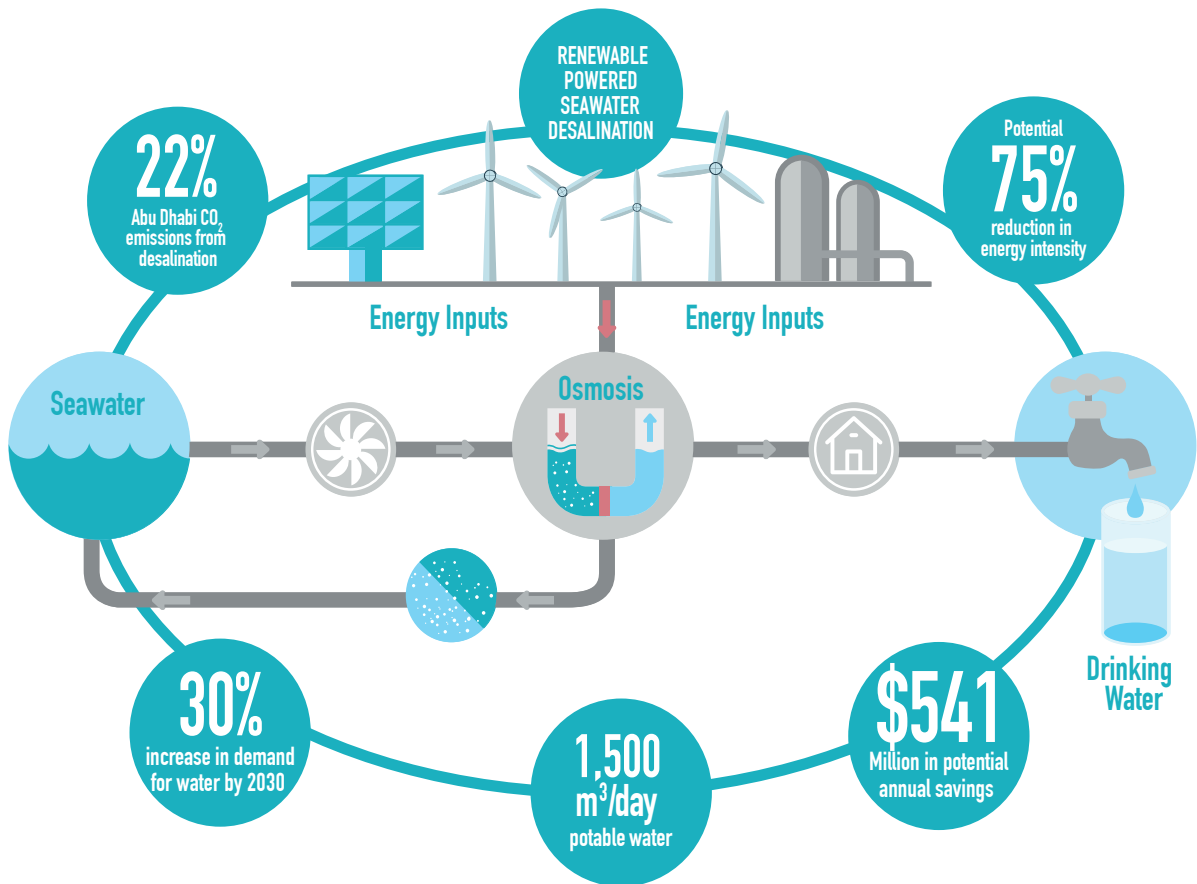 RENEWABLE
POWERED
SEAWATER
DESALINATION
22%
Abu Dhabi CO₂
emissions from
desalination
Potential
75%
reduction in
energy intensity
Energy Inputs
Energy Inputs
Seawater
Osmosis
Drinking
Water
30%
increase in demand
for water by 2030
1,500
m³/day
potable water
$541
Million in potential
annual savings